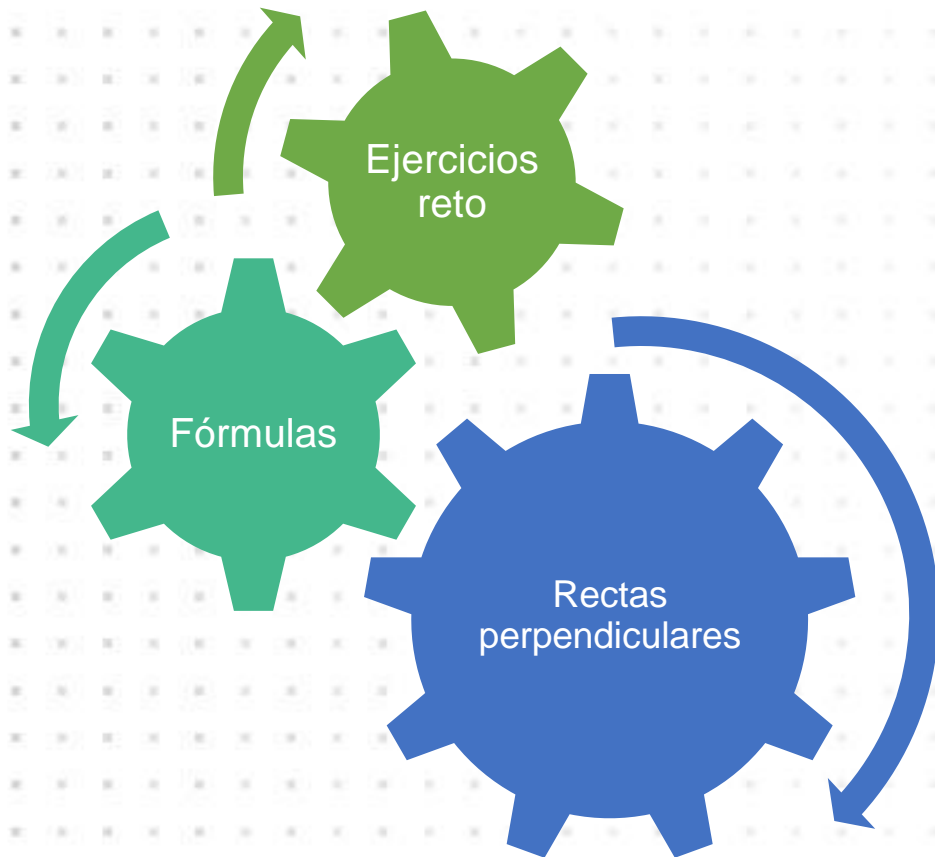 Ejercicios
reto
Fórmulas
Rectas
perpendiculares